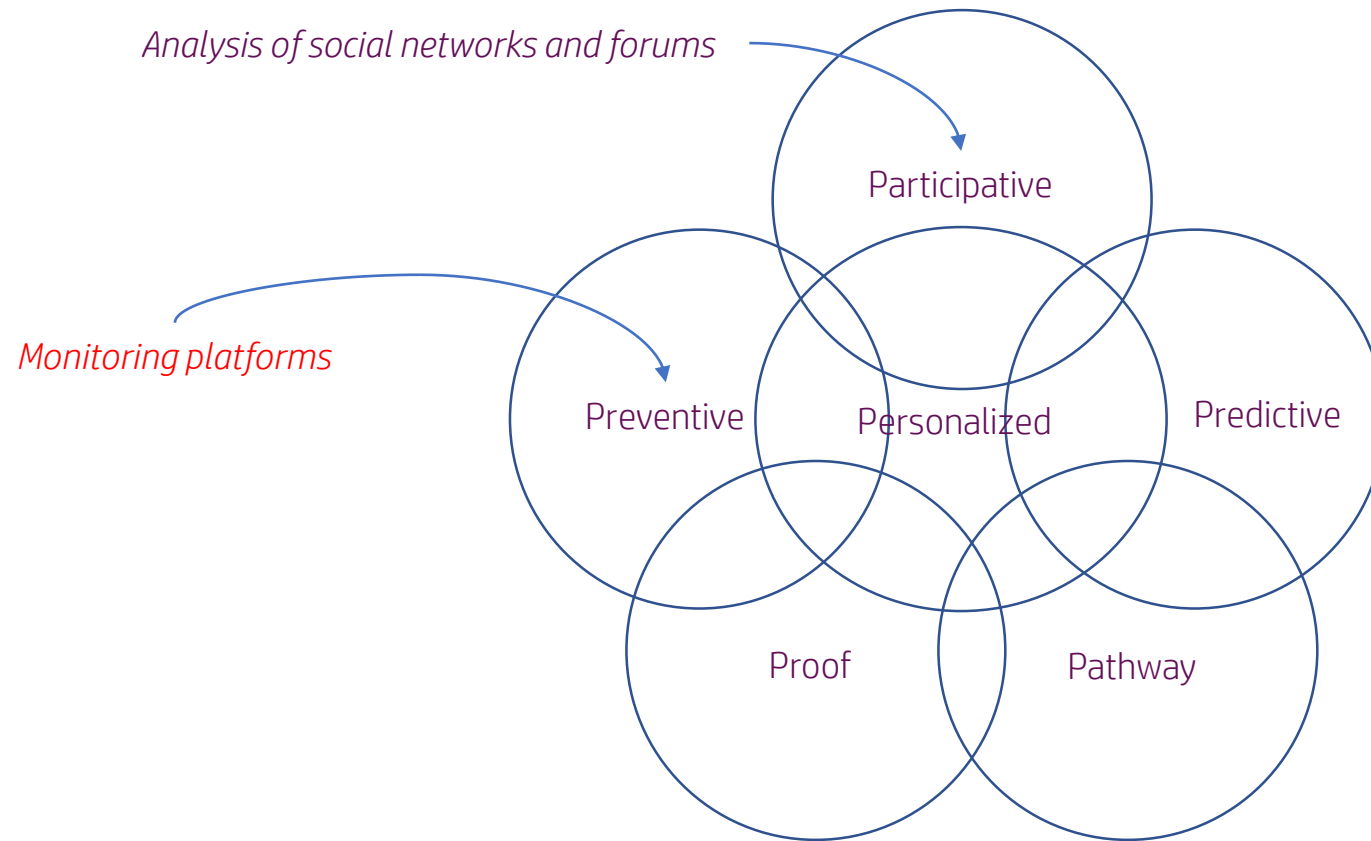 Analysis of social networks and forums
Participative
Monitoring platforms
Preventive
Personalized
Predictive
Proof
Pathway